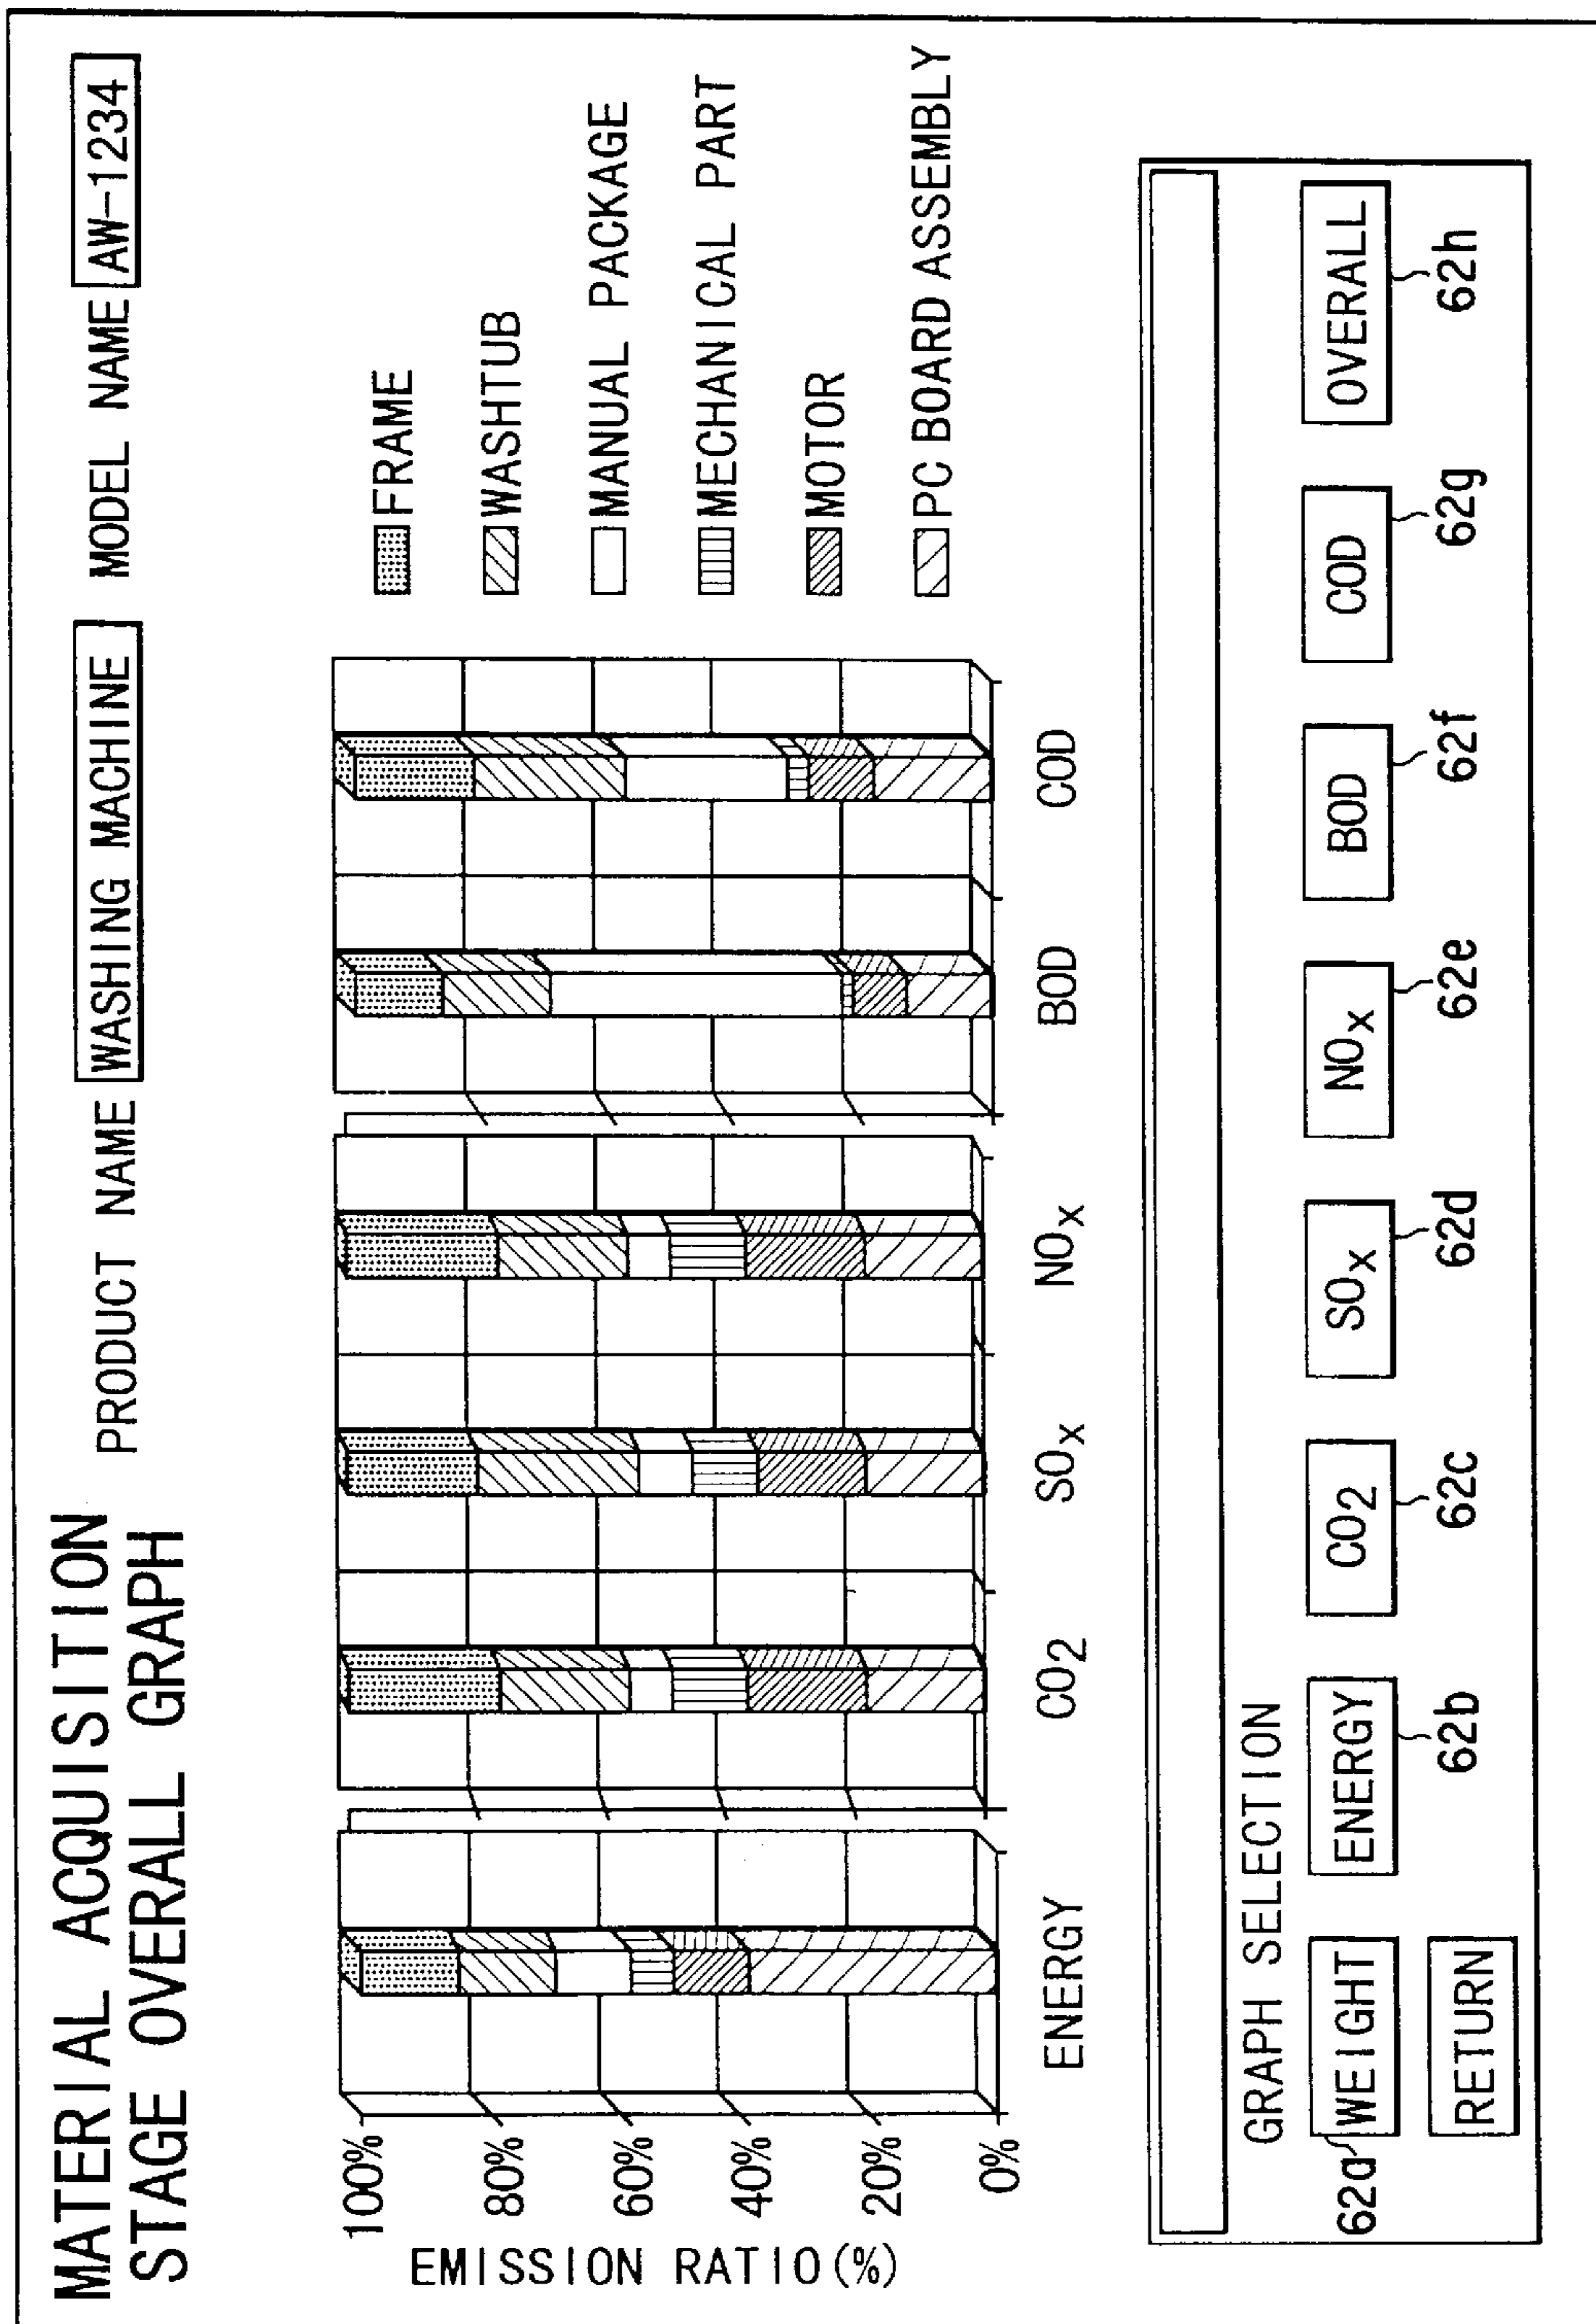 MATERIAL ACQUISITION
STAGE OVERALL GRAPH
PRODUCT NAME WASHING MACHINE MODEL NAME AW-1234
EMISSION RATIO(%)
100%
80%
60%
40%
20%
0%
ENERGY
CO2
SOX
NOX
BOD
COD
FRAME
WASHTUB
MANUAL PACKAGE
MECHANICAL PART
MOTOR
PC BOARD ASSEMBLY
GRAPH SELECTION
WEIGHT ENERGY CO2 SOX NOX BOD COD OVERALL
62a 62b 62c 62d 62e 62f 62g 62h
RETURN